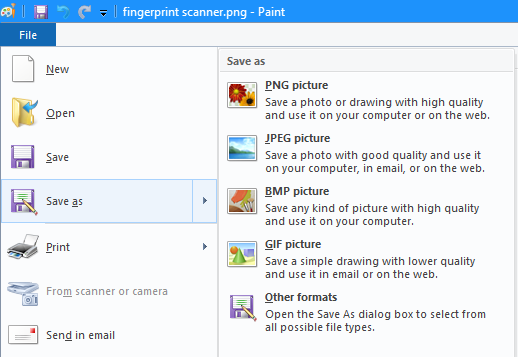 fingerprint scanner.png - Paint
File
New
Open
Save
Save as
Print
From scanner or camera
Send in email
Save as
PNG picture
Save a photo or drawing with high quality
and use it on your computer or on the web.
JPEG picture
Save a photo with good quality and use it
on your computer, in email, or on the web.
BMP picture
Save any kind of picture with high quality
and use it on your computer.
GIF picture
Save a simple drawing with lower quality
and use it in email or on the web.
Other formats
Open the Save As dialog box to select from
all possible file types.